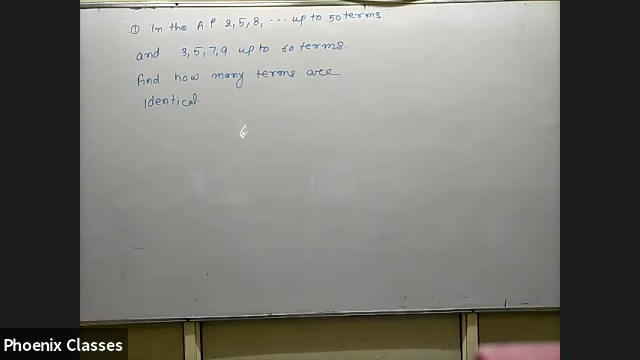 ① In the A.P 2, 5, 8, ... up to 50 terms
and 3, 5, 7, 9 up to 60 terms.
find how many terms are
identical.
Phoenix Classes